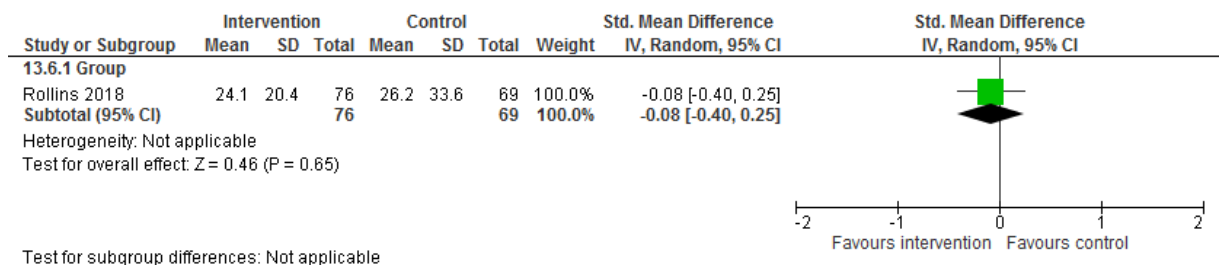 Intervention Control Std. Mean Difference Std. Mean Difference
Study or Subgroup Mean SD Total Mean SD Total Weight IV, Random, 95% CI IV, Random, 95% CI
13.6.1 Group
Rollins 2018 24.1 20.4 76 26.2 33.6 69 100.0% -0.08 [-0.40, 0.25]
Subtotal (95% CI) 76 69 100.0% -0.08 [-0.40, 0.25]
Heterogeneity: Not applicable
Test for overall effect: Z = 0.46 (P = 0.65)
-2 -1 0 1 2
Favours intervention Favours control
Test for subgroup differences: Not applicable